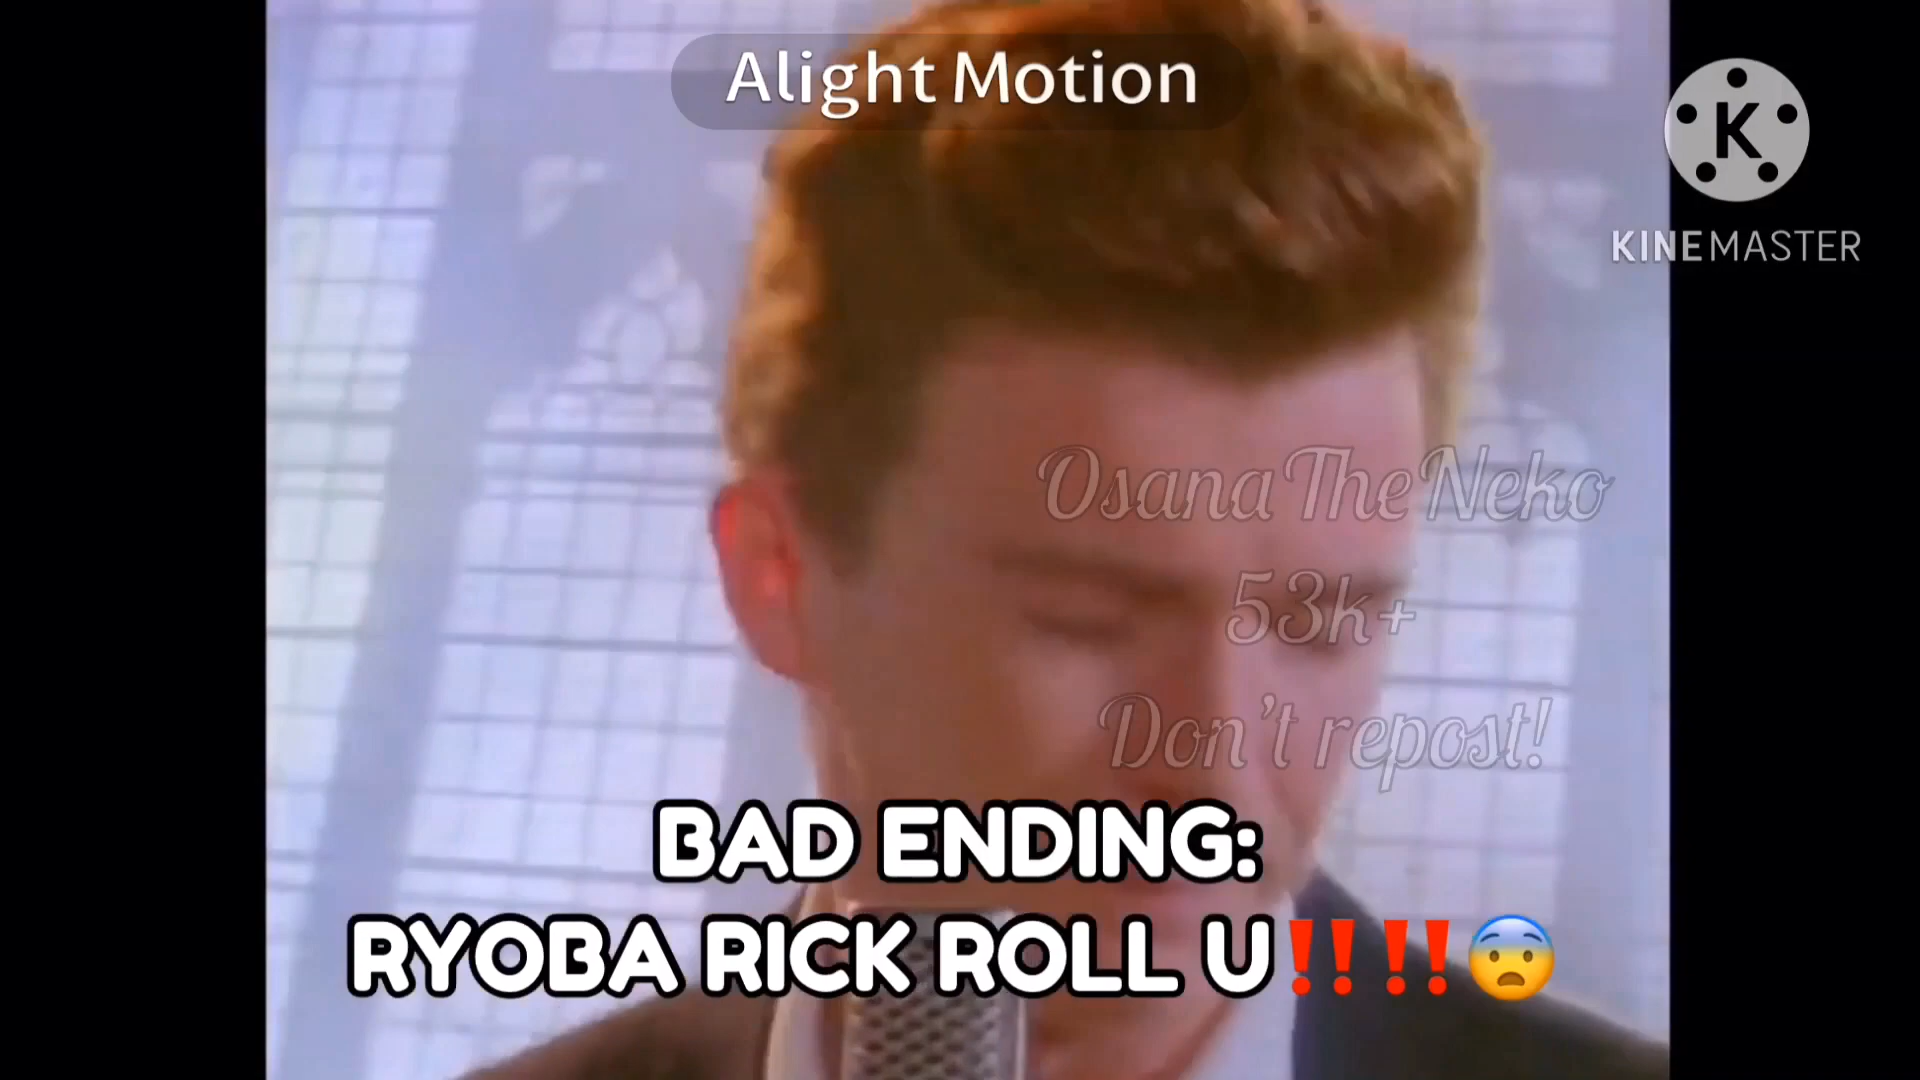 Alight Motion
K
KINEMASTER
OsanaTheNeko
53k+
Don't repost!
BAD ENDING:
RYOBA RICK ROLL U‼️‼️😨